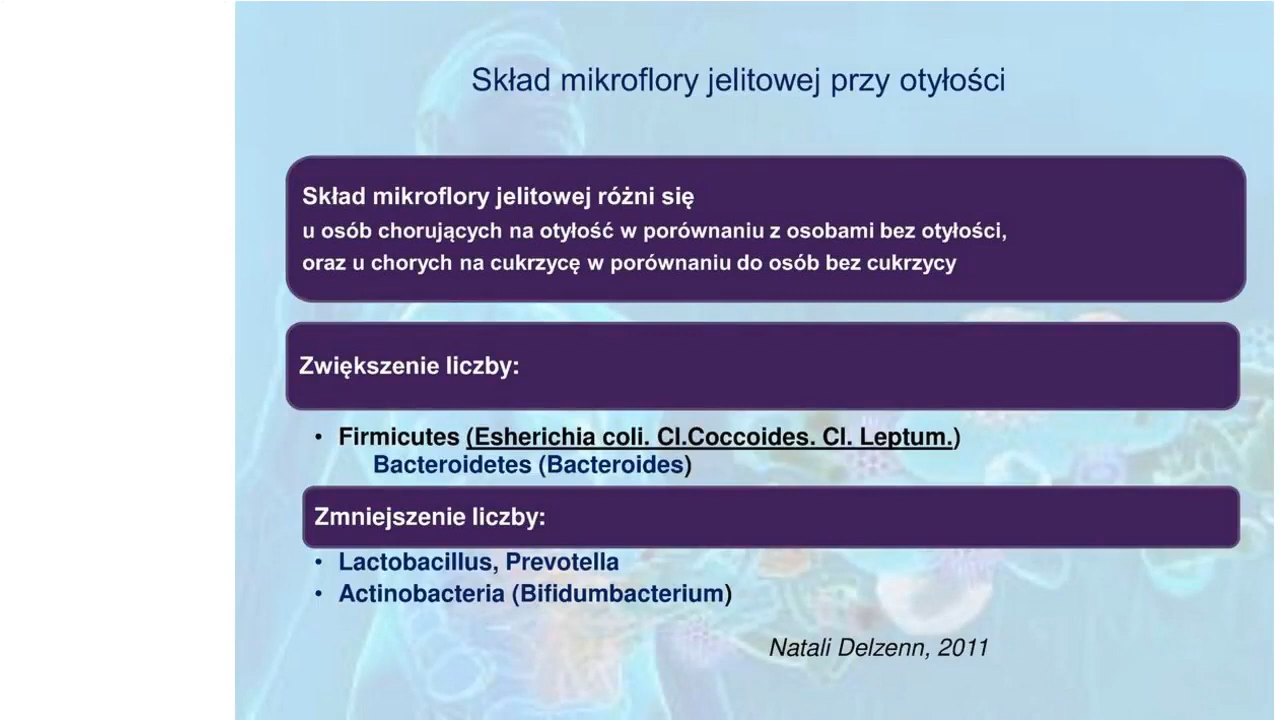 Skład mikroflory jelitowej przy otyłości
Skład mikroflory jelitowej różni się
u osób chorujących na otyłość w porównaniu z osobami bez otyłości,
oraz u chorych na cukrzycę w porównaniu do osób bez cukrzycy
Zwiększenie liczby:
• Firmicutes (Esherichia coli. Cl.Coccoides. Cl. Leptum.)
Bacteroidetes (Bacteroides)
Zmniejszenie liczby:
• Lactobacillus, Prevotella
• Actinobacteria (Bifidumbacterium)
Natali Delzenn, 2011